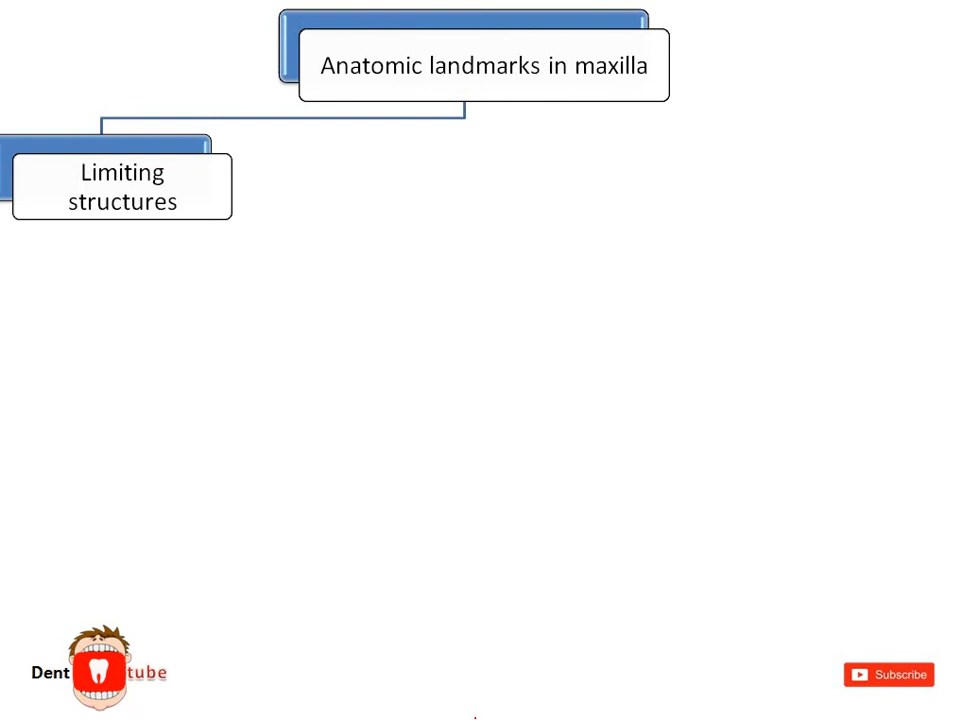 Anatomic landmarks in maxilla
Limiting
structures
Dent tube
Subscribe